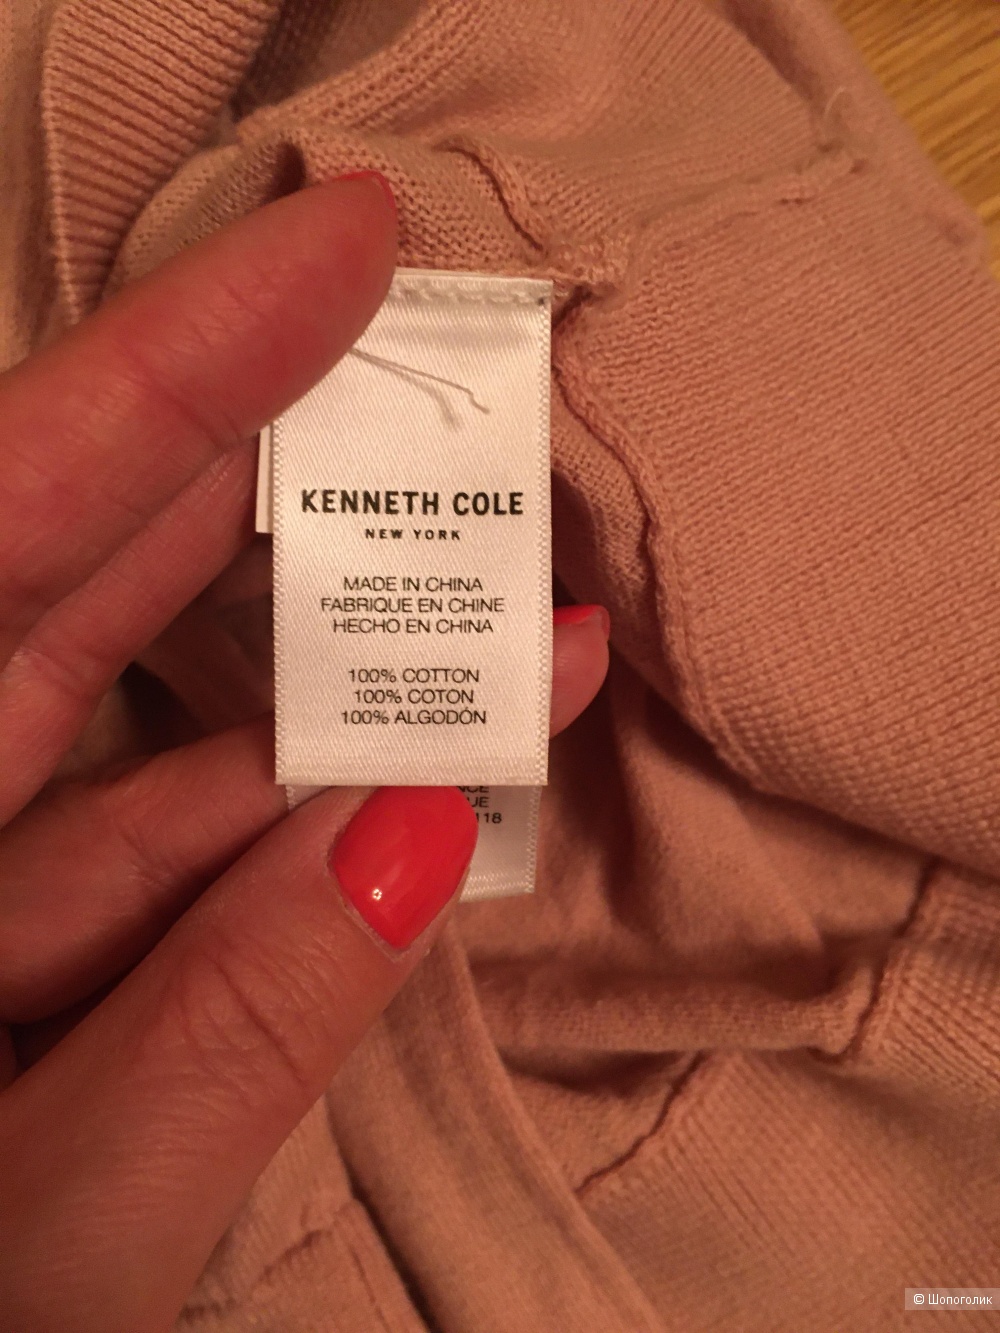 KENNETH COLE
NEW YORK
MADE IN CHINA
FABRIQUE EN CHINE
HECHO EN CHINA
100% COTTON
100% COTON
100% ALGODÓN
118
© Шопоголик